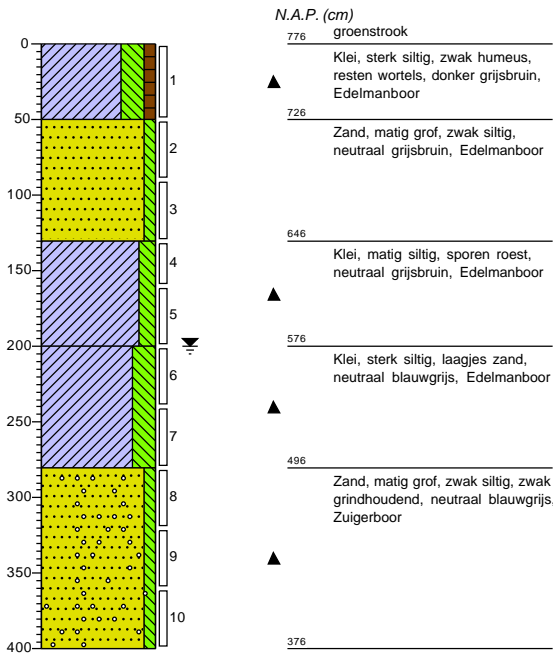 N.A.P. (cm)
776 groenstrook
0
Klei, sterk siltig, zwak humeus,
resten wortels, donker grijsbruin,
Edelmanboor
1
50
726
Zand, matig grof, zwak siltig,
neutraal grijsbruin, Edelmanboor
2
100
3
646
Klei, matig siltig, sporen roest,
neutraal grijsbruin, Edelmanboor
4
150
5
200
576
Klei, sterk siltig, laagjes zand,
neutraal blauwgrijs, Edelmanboor
6
250
7
496
Zand, matig grof, zwak siltig, zwak
grindhoudend, neutraal blauwgrijs,
Zuigerboor
8
300
9
350
10
400
376